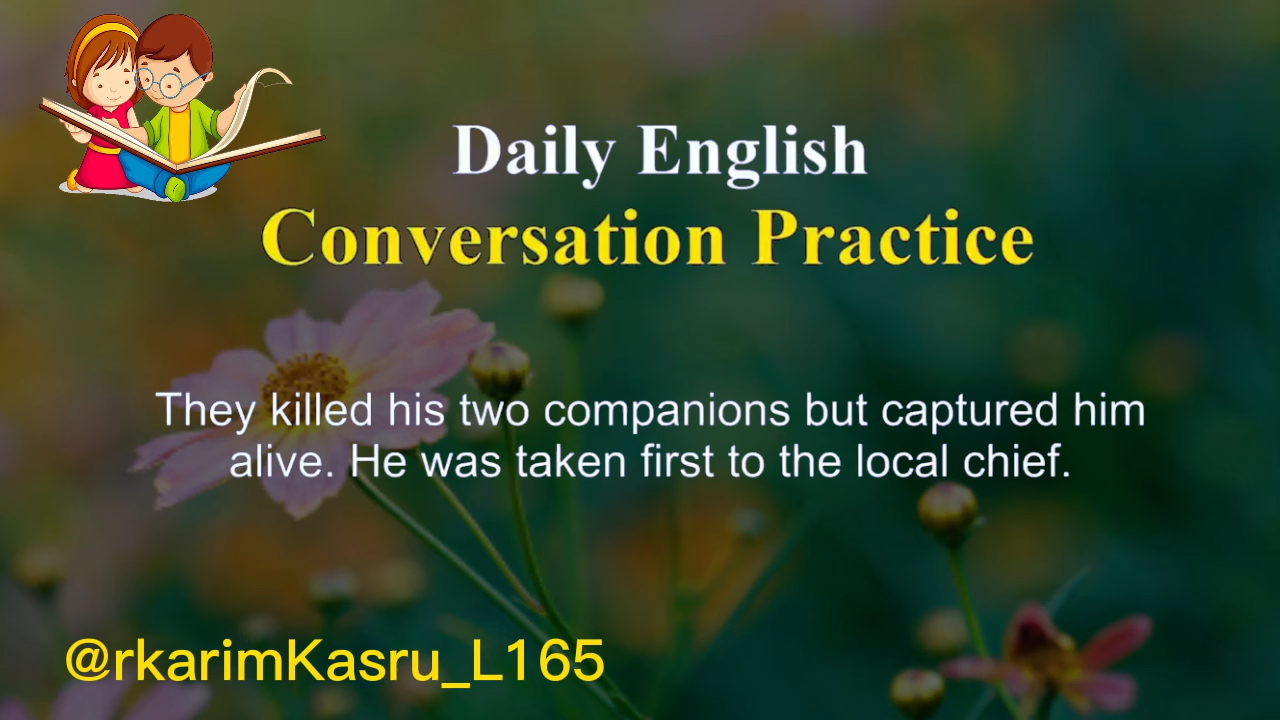 Daily English
Conversation Practice
They killed his two companions but captured him
alive. He was taken first to the local chief.
@rkarimKasru_L165